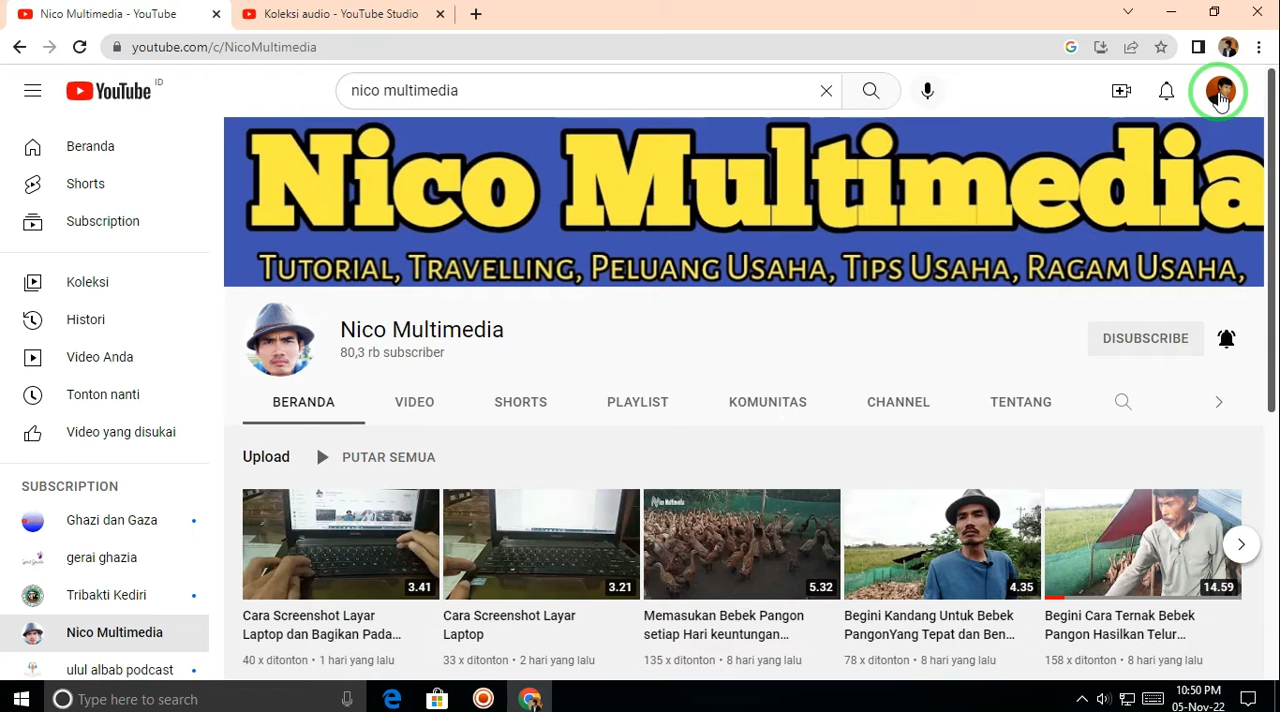 Nico Multimedia - YouTube
Koleksi audio - YouTube Studio
youtube.com/c/NicoMultimedia
YouTube ID
nico multimedia
Beranda
Shorts
Subscription
Koleksi
Histori
Video Anda
Tonton nanti
Video yang disukai
SUBSCRIPTION
Ghazi dan Gaza
gerai ghazia
Tribakti Kediri
Nico Multimedia
ulul albab podcast
Nico Multimedia
TUTORIAL, TRAVELLING, PELUANG USAHA, TIPS USAHA, RAGAM USAHA,
Nico Multimedia
80,3 rb subscriber
DISUBSCRIBE
BERANDA VIDEO SHORTS PLAYLIST KOMUNITAS CHANNEL TENTANG
Upload PUTAR SEMUA
3.41
Cara Screenshot Layar
Laptop dan Bagikan Pada...
40 x ditonton • 1 hari yang lalu
3.21
Cara Screenshot Layar
Laptop
33 x ditonton • 2 hari yang lalu
Nico Multimedia
5.32
Memasukan Bebek Pangon
setiap Hari keuntungan...
135 x ditonton • 8 hari yang lalu
4.35
Begini Kandang Untuk Bebek
PangonYang Tepat dan Ben...
78 x ditonton • 8 hari yang lalu
14.59
Begini Cara Ternak Bebek
Pangon Hasilkan Telur...
158 x ditonton • 8 hari yang lalu
Type here to search
10:50 PM
05-Nov-22